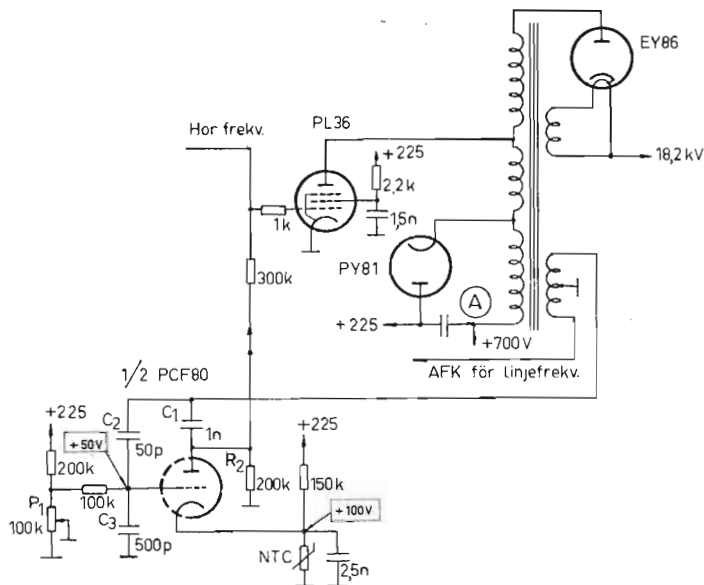 EY86
PL36
Hor frekv.
+225
2,2k
18,2 kV
1k
1,5n
PY81
300k
A
+225
+700V
AFK för linjefrekv.
1/2 PCF80
+225
C2
C1
+225
+50V
50p
1n
200k
R2
200k
150k
P1
100k
100k
C3
+100V
500p
NTC
2,5n